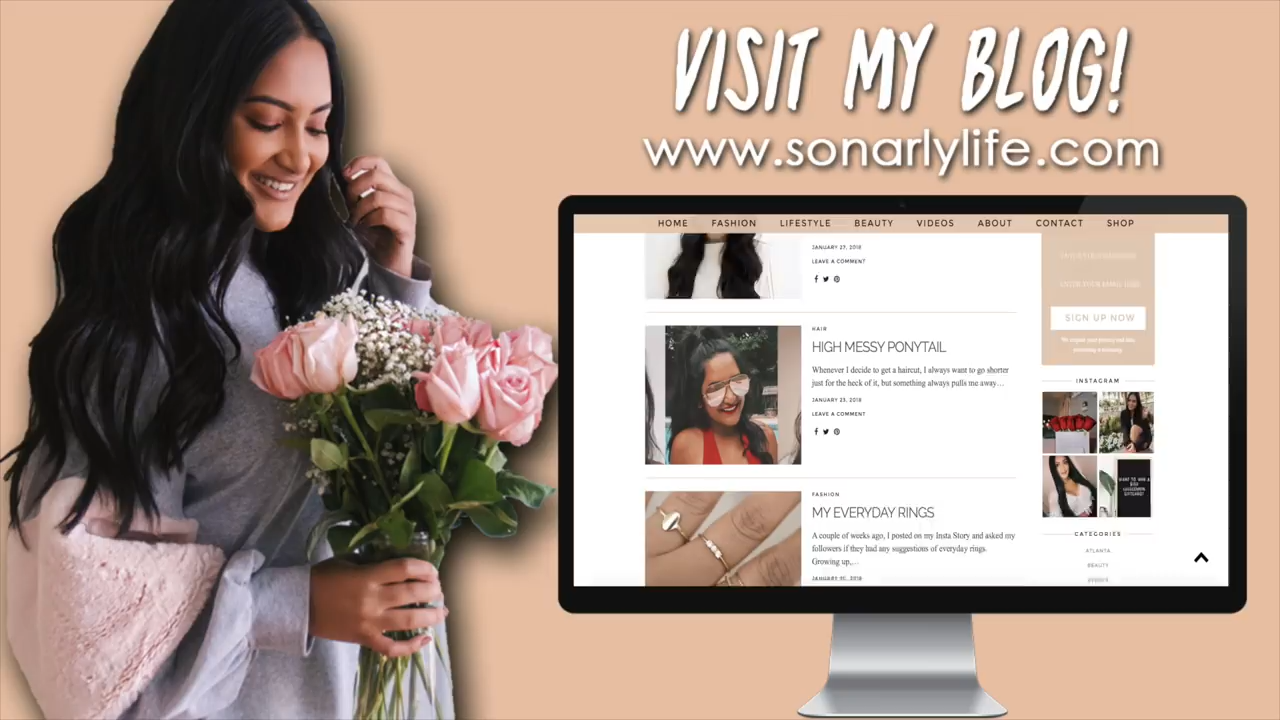 VISIT MY BLOG!
www.sonarlylife.com
HOME FASHION LIFESTYLE BEAUTY VIDEOS ABOUT CONTACT SHOP
JANUARY 27, 2018
LEAVE A COMMENT
HAIR
HIGH MESSY PONYTAIL
Whenever I decide to get a haircut, I always want to go shorter
just for the heck of it, but something always pulls me away…
JANUARY 23, 2018
LEAVE A COMMENT
FASHION
MY EVERYDAY RINGS
A couple of weeks ago, I posted on my Insta Story and asked my
followers if they had any suggestions of everyday rings.
Growing up,…
SIGN UP NOW
INSTAGRAM
CATEGORIES
ATLANTA
BEAUTY